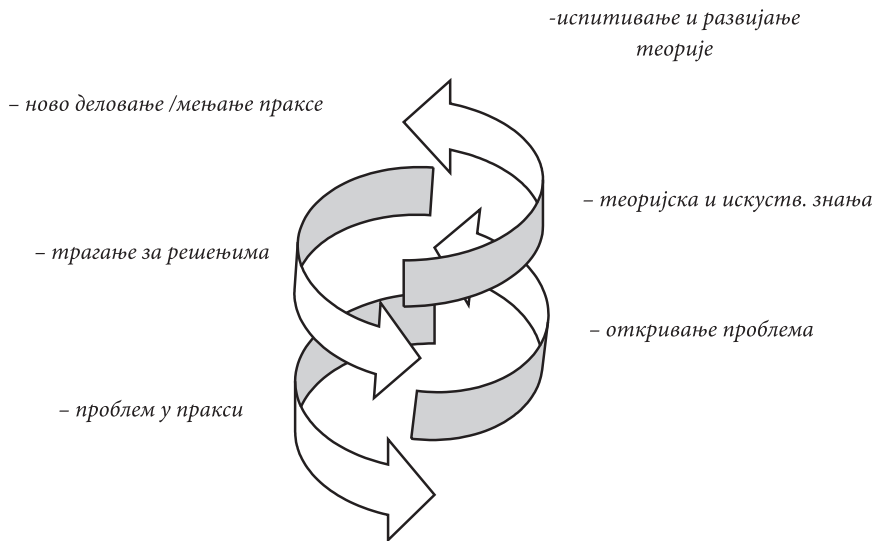 -испитивање и развијање
теорије
– ново деловање /мењање праксе
– теоријска и искуств. знања
– трагање за решењима
– откривање проблема
– проблем у пракси